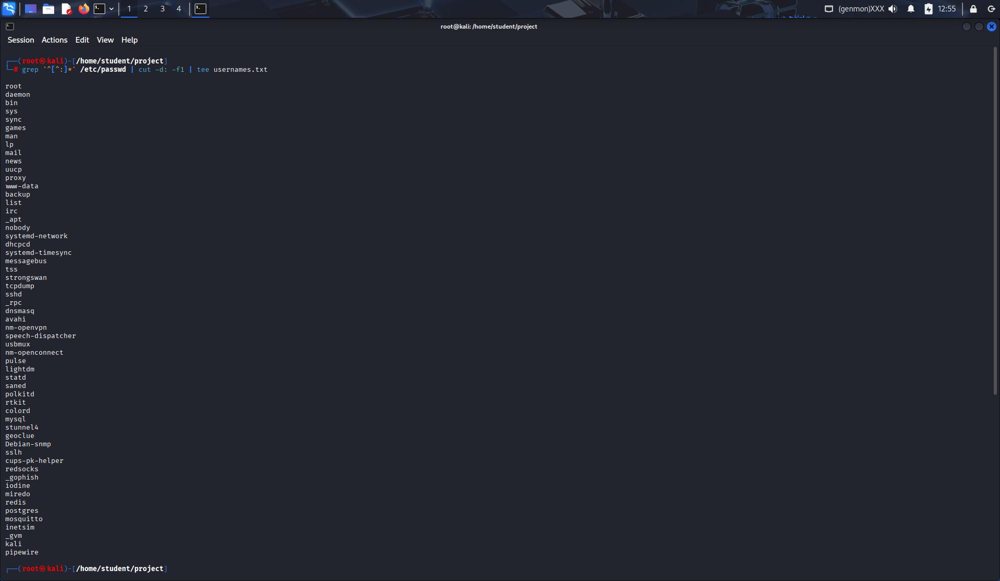 1 2 3 4 (genmon)XXX 12:55
root@kali: /home/student/project
Session Actions Edit View Help
┌──(root㉿kali)-[/home/student/project]
└─# grep '^[^:]*' /etc/passwd | cut -d: -f1 | tee usernames.txt
root
daemon
bin
sys
sync
games
man
lp
mail
news
uucp
proxy
www-data
backup
list
irc
_apt
nobody
systemd-network
dhcpcd
systemd-timesync
messagebus
tss
strongswan
tcpdump
sshd
_rpc
dnsmasq
avahi
nm-openvpn
speech-dispatcher
usbmux
nm-openconnect
pulse
lightdm
statd
saned
polkitd
rtkit
colord
mysql
stunnel4
geoclue
Debian-snmp
sslh
cups-pk-helper
redsocks
_gophish
iodine
miredo
redis
postgres
mosquitto
inetsim
_gvm
kali
pipewire
┌──(root㉿kali)-[/home/student/project]